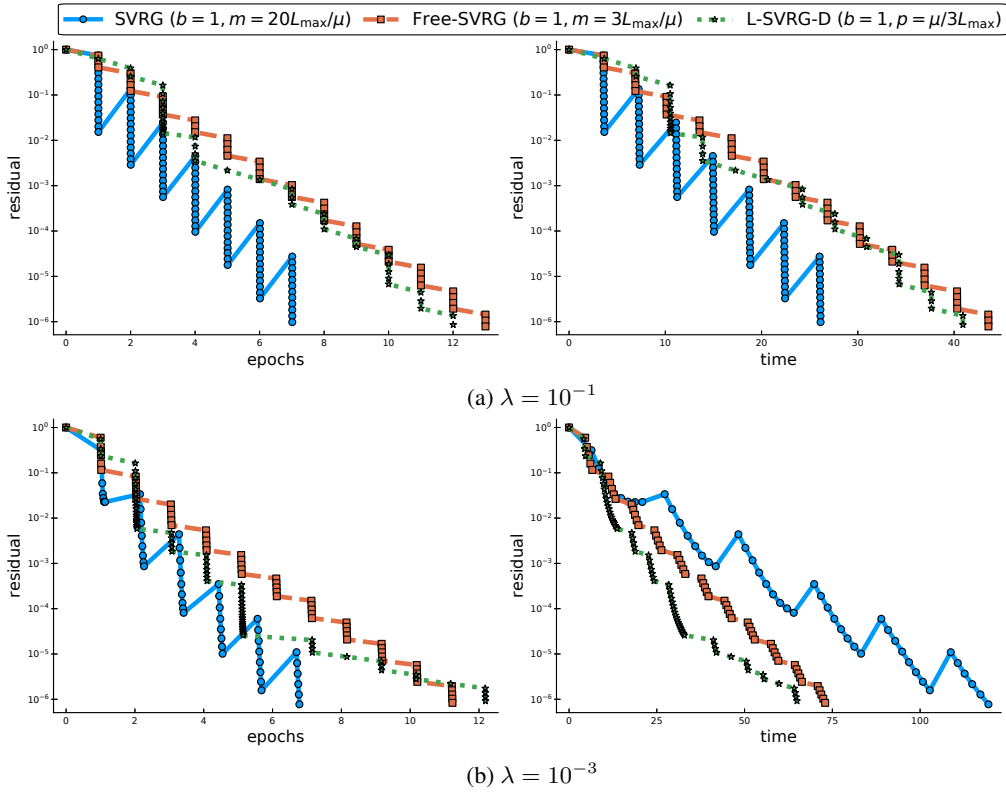 SVRG (b = 1, m = 20L_max/μ) Free-SVRG (b = 1, m = 3L_max/μ) L-SVRG-D (b = 1, p = μ/3L_max)
10^0
10^-1
10^-2
10^-3
10^-4
10^-5
10^-6
residual
0 2 4 6 8 10 12
epochs
10^0
10^-1
10^-2
10^-3
10^-4
10^-5
10^-6
residual
0 10 20 30 40
time
(a) λ = 10^-1
10^0
10^-1
10^-2
10^-3
10^-4
10^-5
10^-6
residual
0 2 4 6 8 10 12
epochs
10^0
10^-1
10^-2
10^-3
10^-4
10^-5
10^-6
residual
0 25 50 75 100
time
(b) λ = 10^-3